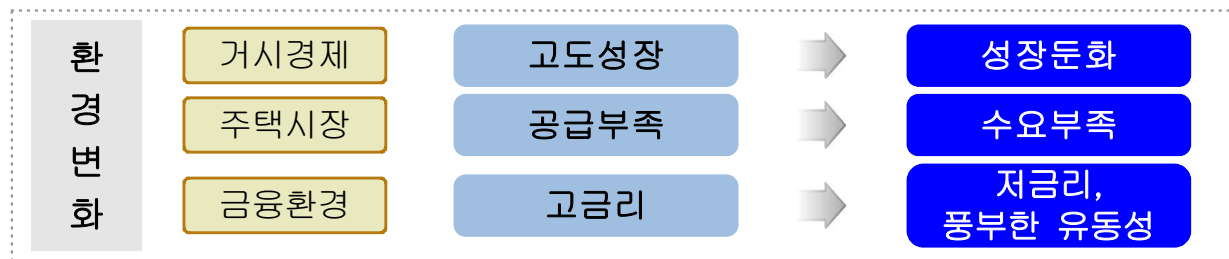 환
경
변
화
거시경제 고도성장 성장둔화
주택시장 공급부족 수요부족
금융환경 고금리 저금리,
풍부한 유동성